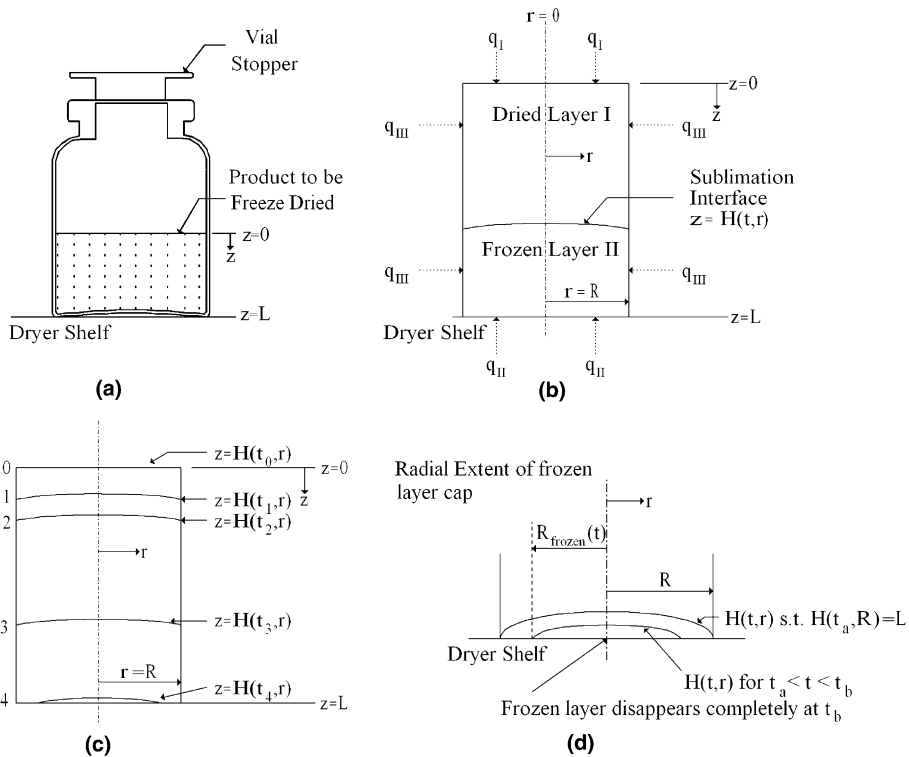 Vial
Stopper
Product to be
Freeze Dried
z=0
z
z=L
Dryer Shelf
(a)
r = 0
q_I q_I
z=0
z
Dried Layer I
q_III q_III
r
Sublimation
Interface
z= H(t,r)
Frozen Layer II
q_III q_III
r = R
Dryer Shelf
z=L
q_II q_II
(b)
0
z=H(t_0,r)
z=0
z
1
z=H(t_1,r)
2
z=H(t_2,r)
r
3
z=H(t_3,r)
r =R
z=H(t_4,r)
4
z=L
(c)
Radial Extent of frozen
layer cap
r
R_frozen(t)
R
H(t,r) s.t. H(t_a,R)=L
Dryer Shelf
H(t,r) for t_a< t < t_b
Frozen layer disappears completely at t_b
(d)